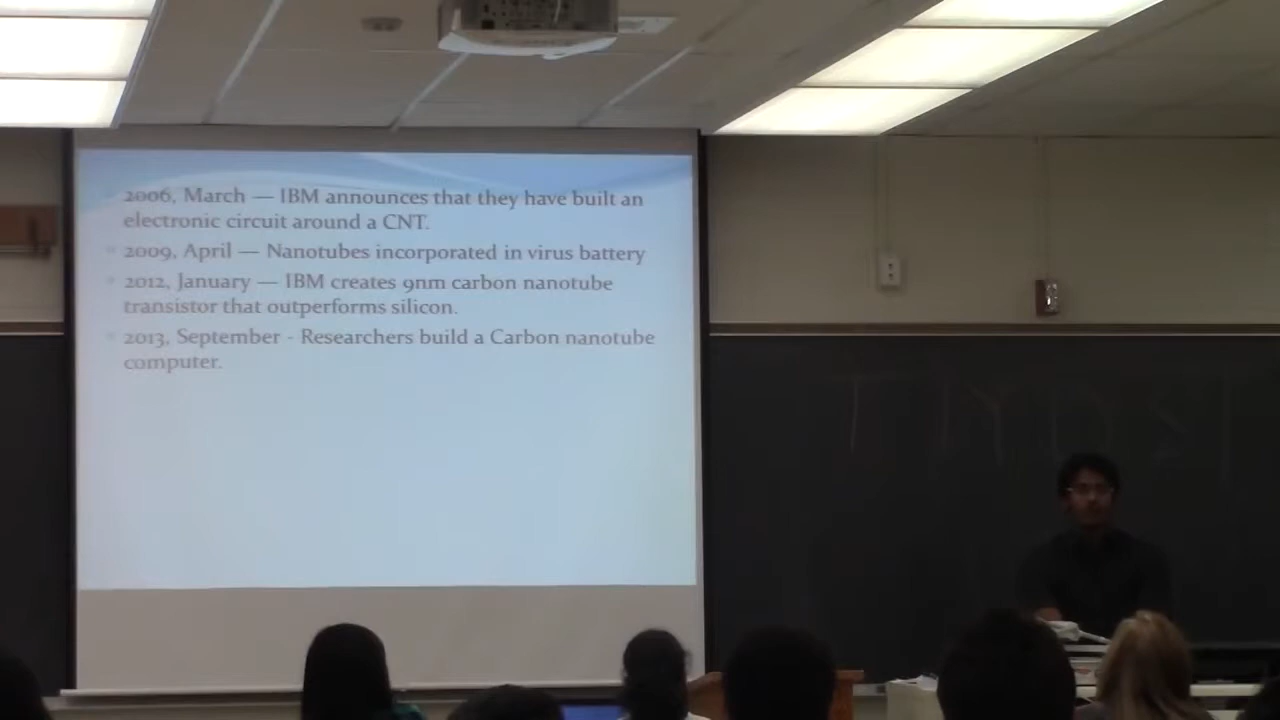 2006, March — IBM announces that they have built an
electronic circuit around a CNT.
2009, April — Nanotubes incorporated in virus battery
2012, January — IBM creates 9nm carbon nanotube
transistor that outperforms silicon.
2013, September - Researchers build a Carbon nanotube
computer.